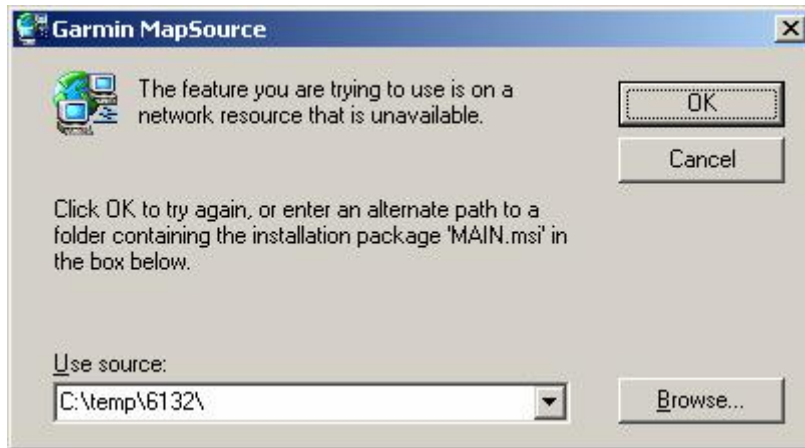 Garmin MapSource
The feature you are trying to use is on a
network resource that is unavailable.
OK
Cancel
Click OK to try again, or enter an alternate path to a
folder containing the installation package 'MAIN.msi' in
the box below.
Use source:
C:\temp\6132\
Browse...